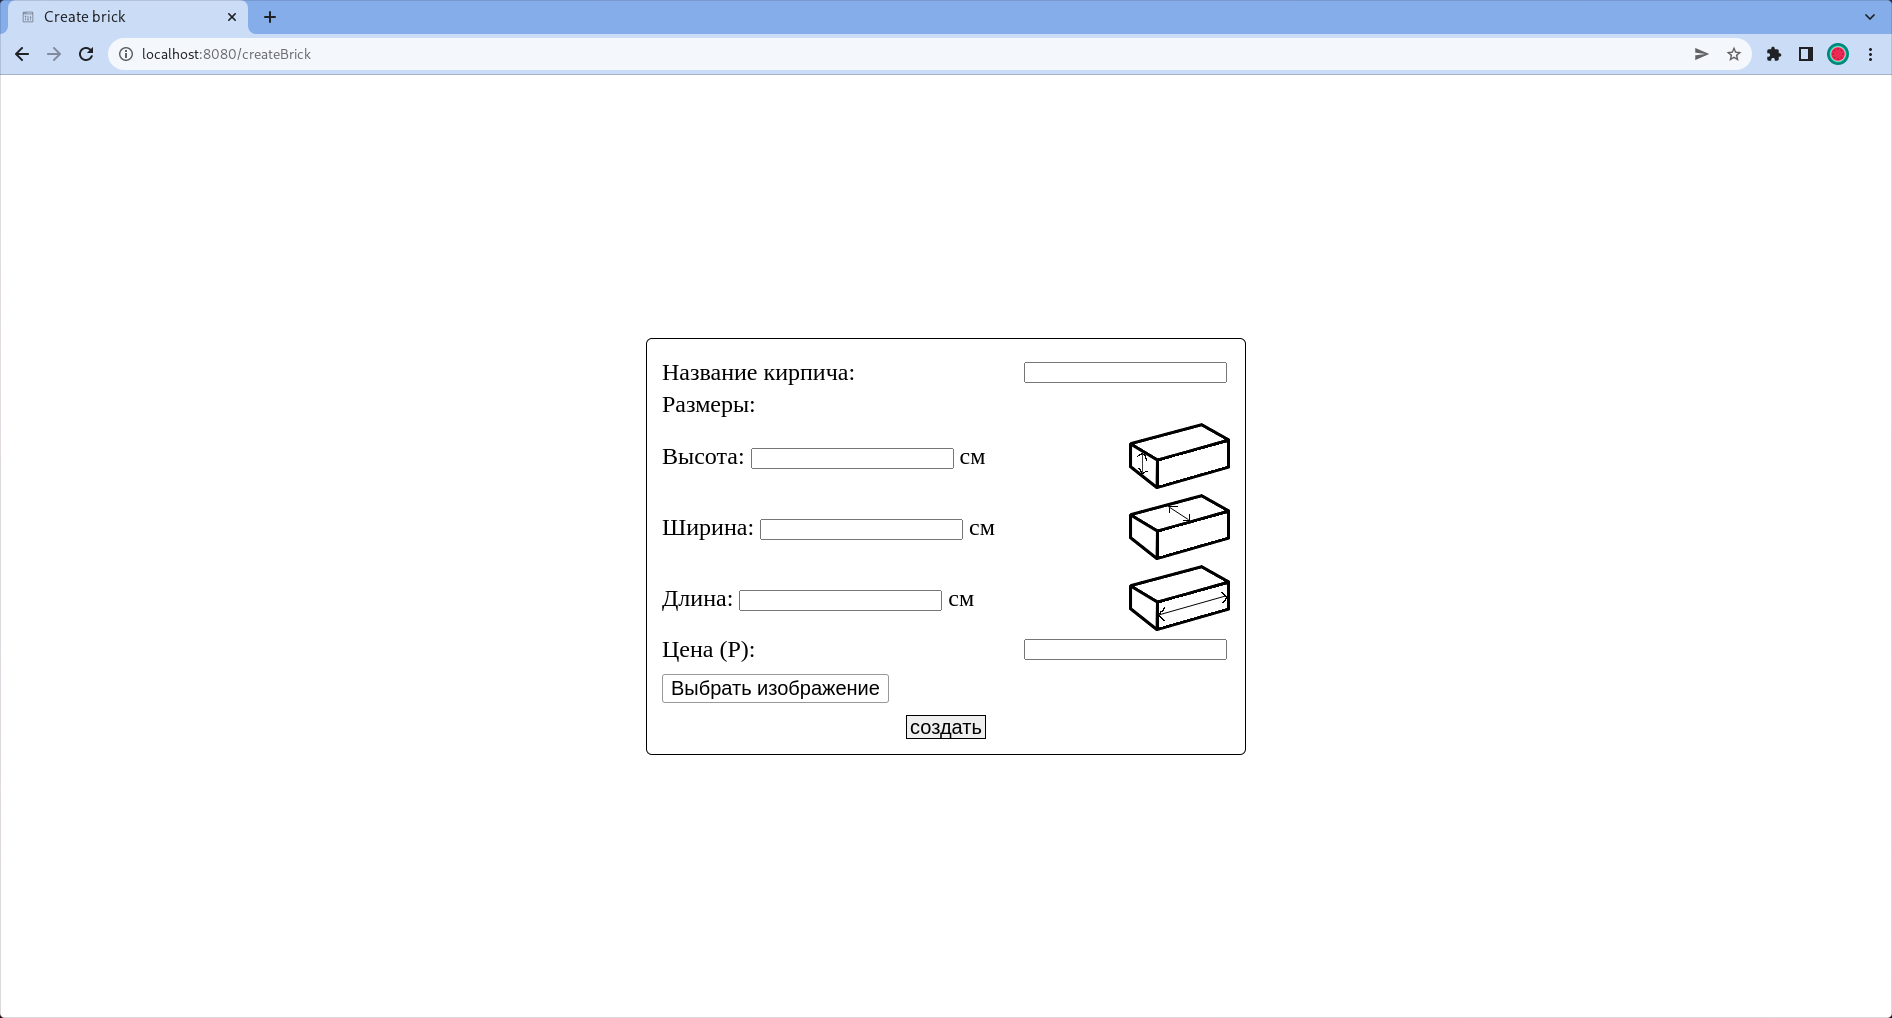 Create brick
localhost:8080/createBrick
Название кирпича:
Размеры:
Высота: см
Ширина: см
Длина: см
Цена (Р):
Выбрать изображение
создать